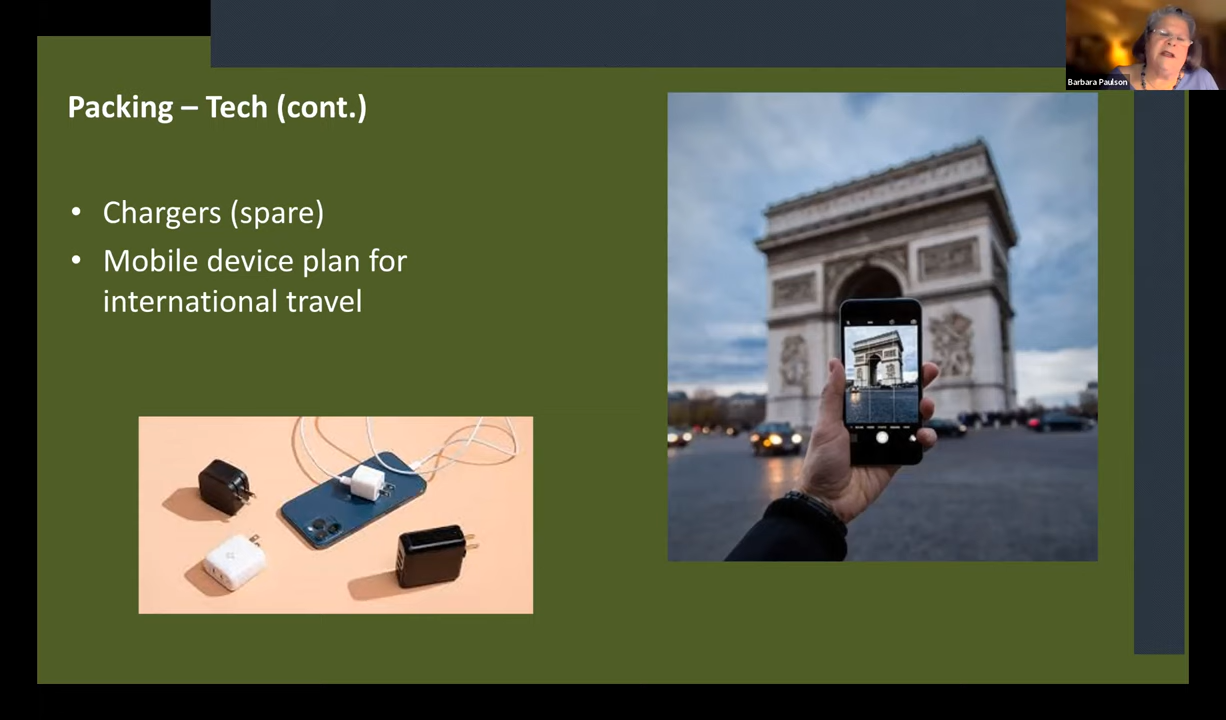 Barbara Paulson
Packing – Tech (cont.)
• Chargers (spare)
• Mobile device plan for
international travel